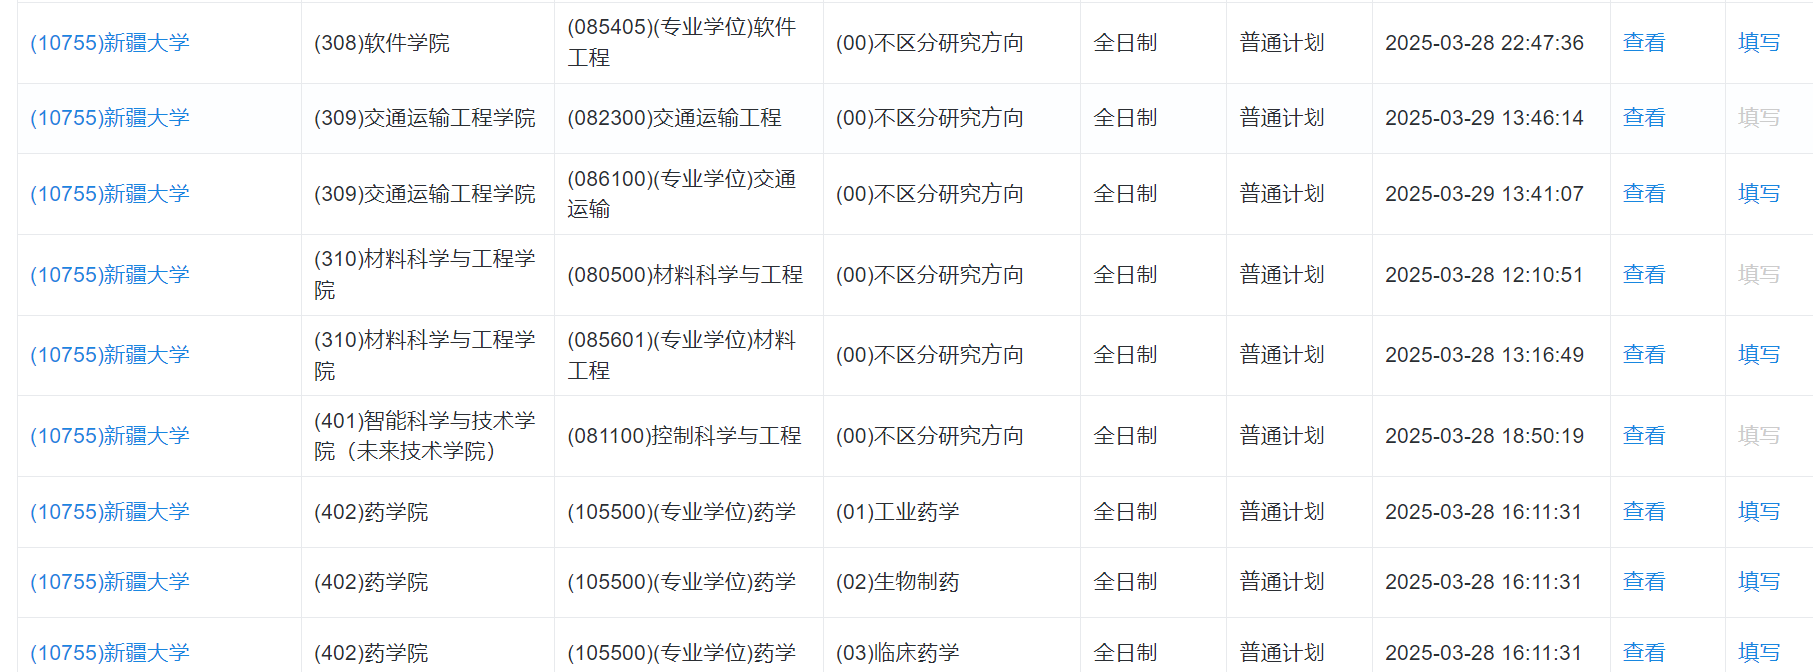 (10755)新疆大学 (308)软件学院 (085405)(专业学位)软件工程 (00)不区分研究方向 全日制 普通计划 2025-03-28 22:47:36 查看 填写
(10755)新疆大学 (309)交通运输工程学院 (082300)交通运输工程 (00)不区分研究方向 全日制 普通计划 2025-03-29 13:46:14 查看 填写
(10755)新疆大学 (309)交通运输工程学院 (086100)(专业学位)交通运输 (00)不区分研究方向 全日制 普通计划 2025-03-29 13:41:07 查看 填写
(10755)新疆大学 (310)材料科学与工程学院 (080500)材料科学与工程 (00)不区分研究方向 全日制 普通计划 2025-03-28 12:10:51 查看 填写
(10755)新疆大学 (310)材料科学与工程学院 (085601)(专业学位)材料工程 (00)不区分研究方向 全日制 普通计划 2025-03-28 13:16:49 查看 填写
(10755)新疆大学 (401)智能科学与技术学院（未来技术学院） (081100)控制科学与工程 (00)不区分研究方向 全日制 普通计划 2025-03-28 18:50:19 查看 填写
(10755)新疆大学 (402)药学院 (105500)(专业学位)药学 (01)工业药学 全日制 普通计划 2025-03-28 16:11:31 查看 填写
(10755)新疆大学 (402)药学院 (105500)(专业学位)药学 (02)生物制药 全日制 普通计划 2025-03-28 16:11:31 查看 填写
(10755)新疆大学 (402)药学院 (105500)(专业学位)药学 (03)临床药学 全日制 普通计划 2025-03-28 16:11:31 查看 填写